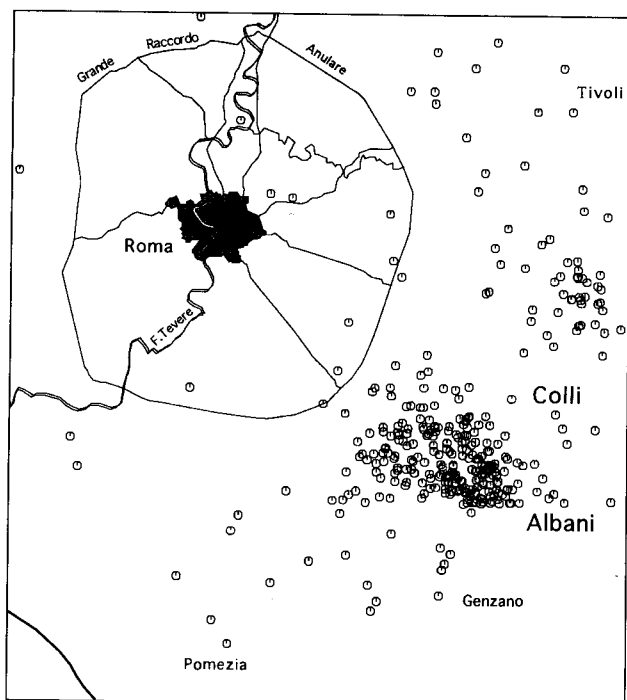 Grande Raccordo Anulare
Tivoli
Roma
F. Tevere
Colli
Albani
Genzano
Pomezia